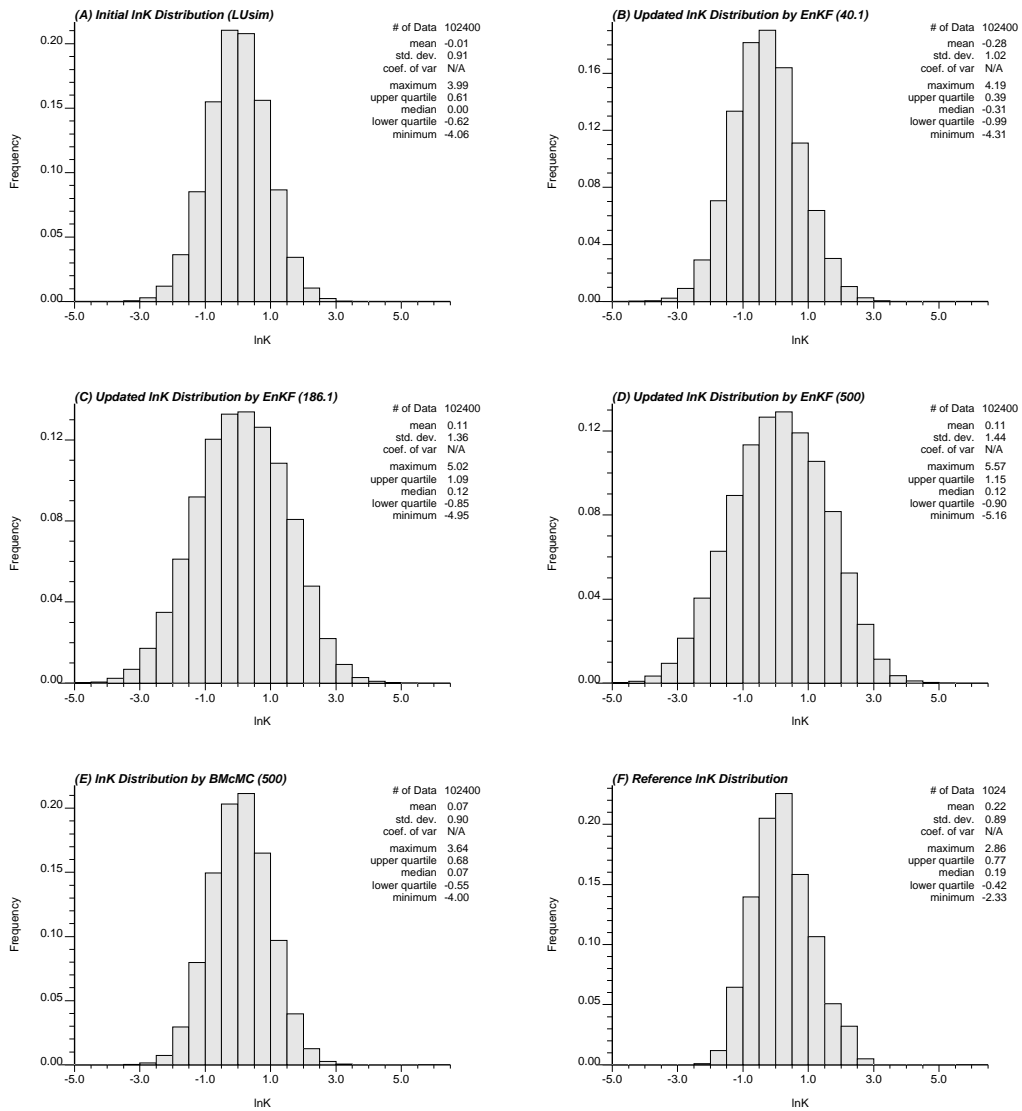 (A) Initial lnK Distribution (LUsim)
# of Data 102400
mean -0.01
std. dev. 0.91
coef. of var N/A
maximum 3.99
upper quartile 0.61
median 0.00
lower quartile -0.62
minimum -4.06
Frequency
0.20
0.15
0.10
0.05
0.00
-5.0 -3.0 -1.0 1.0 3.0 5.0
lnK
(B) Updated lnK Distribution by EnKF (40.1)
# of Data 102400
mean -0.28
std. dev. 1.02
coef. of var N/A
maximum 4.19
upper quartile 0.39
median -0.31
lower quartile -0.99
minimum -4.31
Frequency
0.16
0.12
0.08
0.04
0.00
-5.0 -3.0 -1.0 1.0 3.0 5.0
lnK
(C) Updated lnK Distribution by EnKF (186.1)
# of Data 102400
mean 0.11
std. dev. 1.36
coef. of var N/A
maximum 5.02
upper quartile 1.09
median 0.12
lower quartile -0.85
minimum -4.95
Frequency
0.12
0.08
0.04
0.00
-5.0 -3.0 -1.0 1.0 3.0 5.0
lnK
(D) Updated lnK Distribution by EnKF (500)
# of Data 102400
mean 0.11
std. dev. 1.44
coef. of var N/A
maximum 5.57
upper quartile 1.15
median 0.12
lower quartile -0.90
minimum -5.16
Frequency
0.12
0.08
0.04
0.00
-5.0 -3.0 -1.0 1.0 3.0 5.0
lnK
(E) lnK Distribution by BMcMC (500)
# of Data 102400
mean 0.07
std. dev. 0.90
coef. of var N/A
maximum 3.64
upper quartile 0.68
median 0.07
lower quartile -0.55
minimum -4.00
Frequency
0.20
0.15
0.10
0.05
0.00
-5.0 -3.0 -1.0 1.0 3.0 5.0
lnK
(F) Reference lnK Distribution
# of Data 1024
mean 0.22
std. dev. 0.89
coef. of var N/A
maximum 2.86
upper quartile 0.77
median 0.19
lower quartile -0.42
minimum -2.33
Frequency
0.20
0.15
0.10
0.05
0.00
-5.0 -3.0 -1.0 1.0 3.0 5.0
lnK